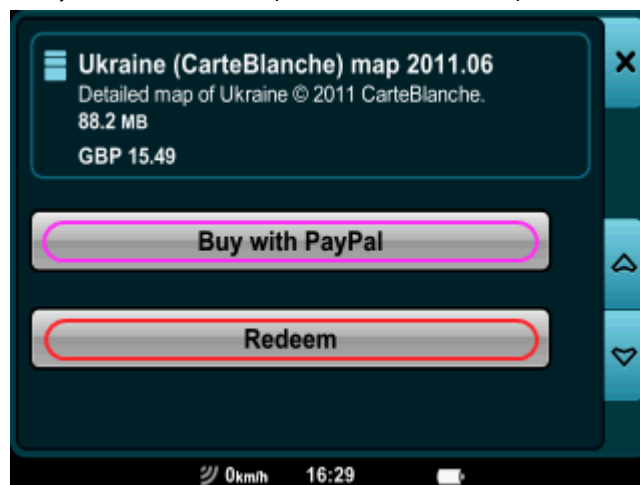 Ukraine (CarteBlanche) map 2011.06
Detailed map of Ukraine © 2011 CarteBlanche.
88.2 MB
GBP 15.49
Buy with PayPal
Redeem
0km/h 16:29